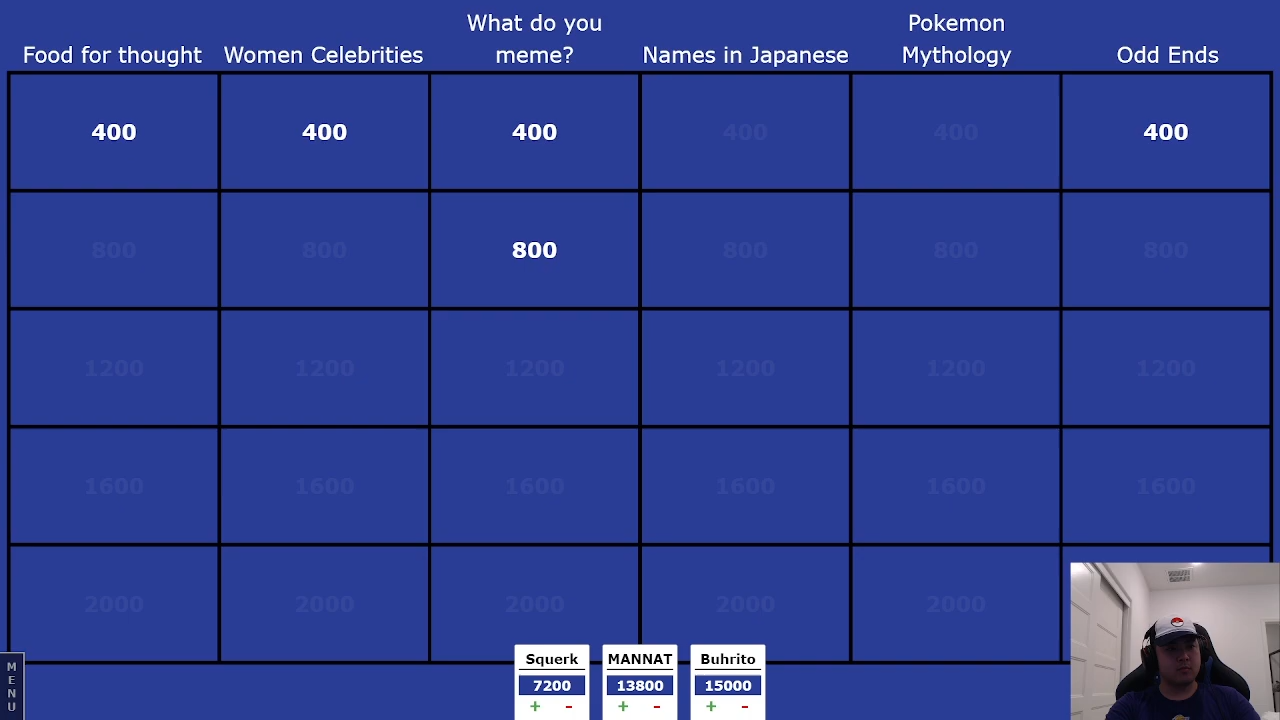 Food for thought
Women Celebrities
What do you
meme?
Names in Japanese
Pokemon
Mythology
Odd Ends
400 400 400 400 400 400
800 800 800 800 800 800
1200 1200 1200 1200 1200 1200
1600 1600 1600 1600 1600 1600
2000 2000 2000 2000 2000
MENU
Squerk MANNAT Buhrito
7200 13800 15000
+ - + - + -